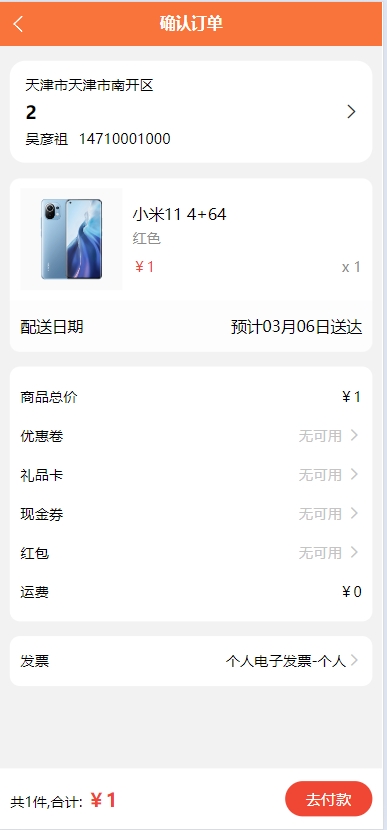 确认订单
天津市天津市南开区
2
吴彦祖 14710001000
小米11 4+64
红色
￥1 x 1
配送日期 预计03月06日送达
商品总价 ￥1
优惠卷 无可用
礼品卡 无可用
现金券 无可用
红包 无可用
运费 ￥0
发票 个人电子发票-个人
共1件,合计: ￥1 去付款